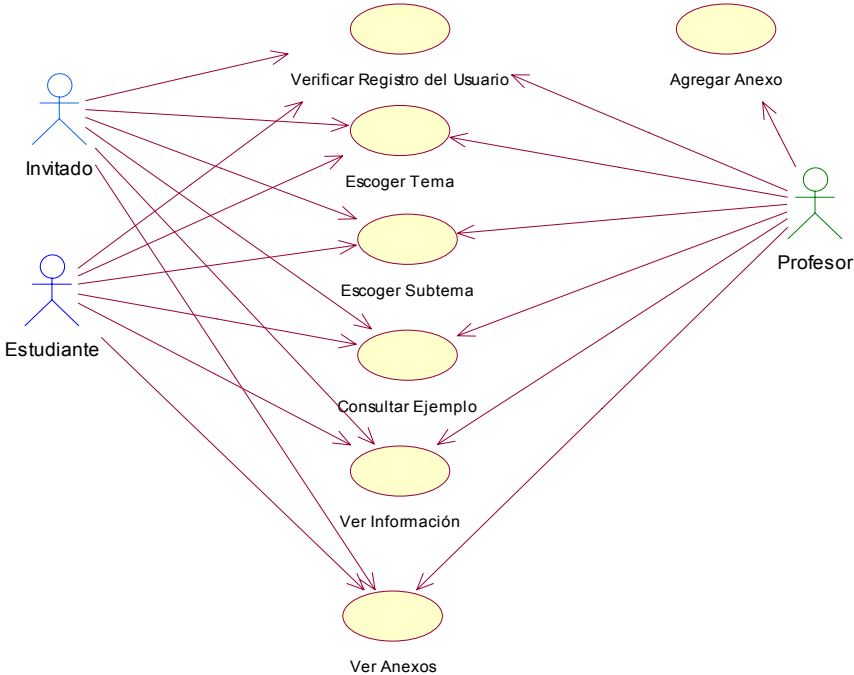 Verificar Registro del Usuario
Agregar Anexo
Invitado
Escoger Tema
Profesor
Escoger Subtema
Estudiante
Consultar Ejemplo
Ver Información
Ver Anexos